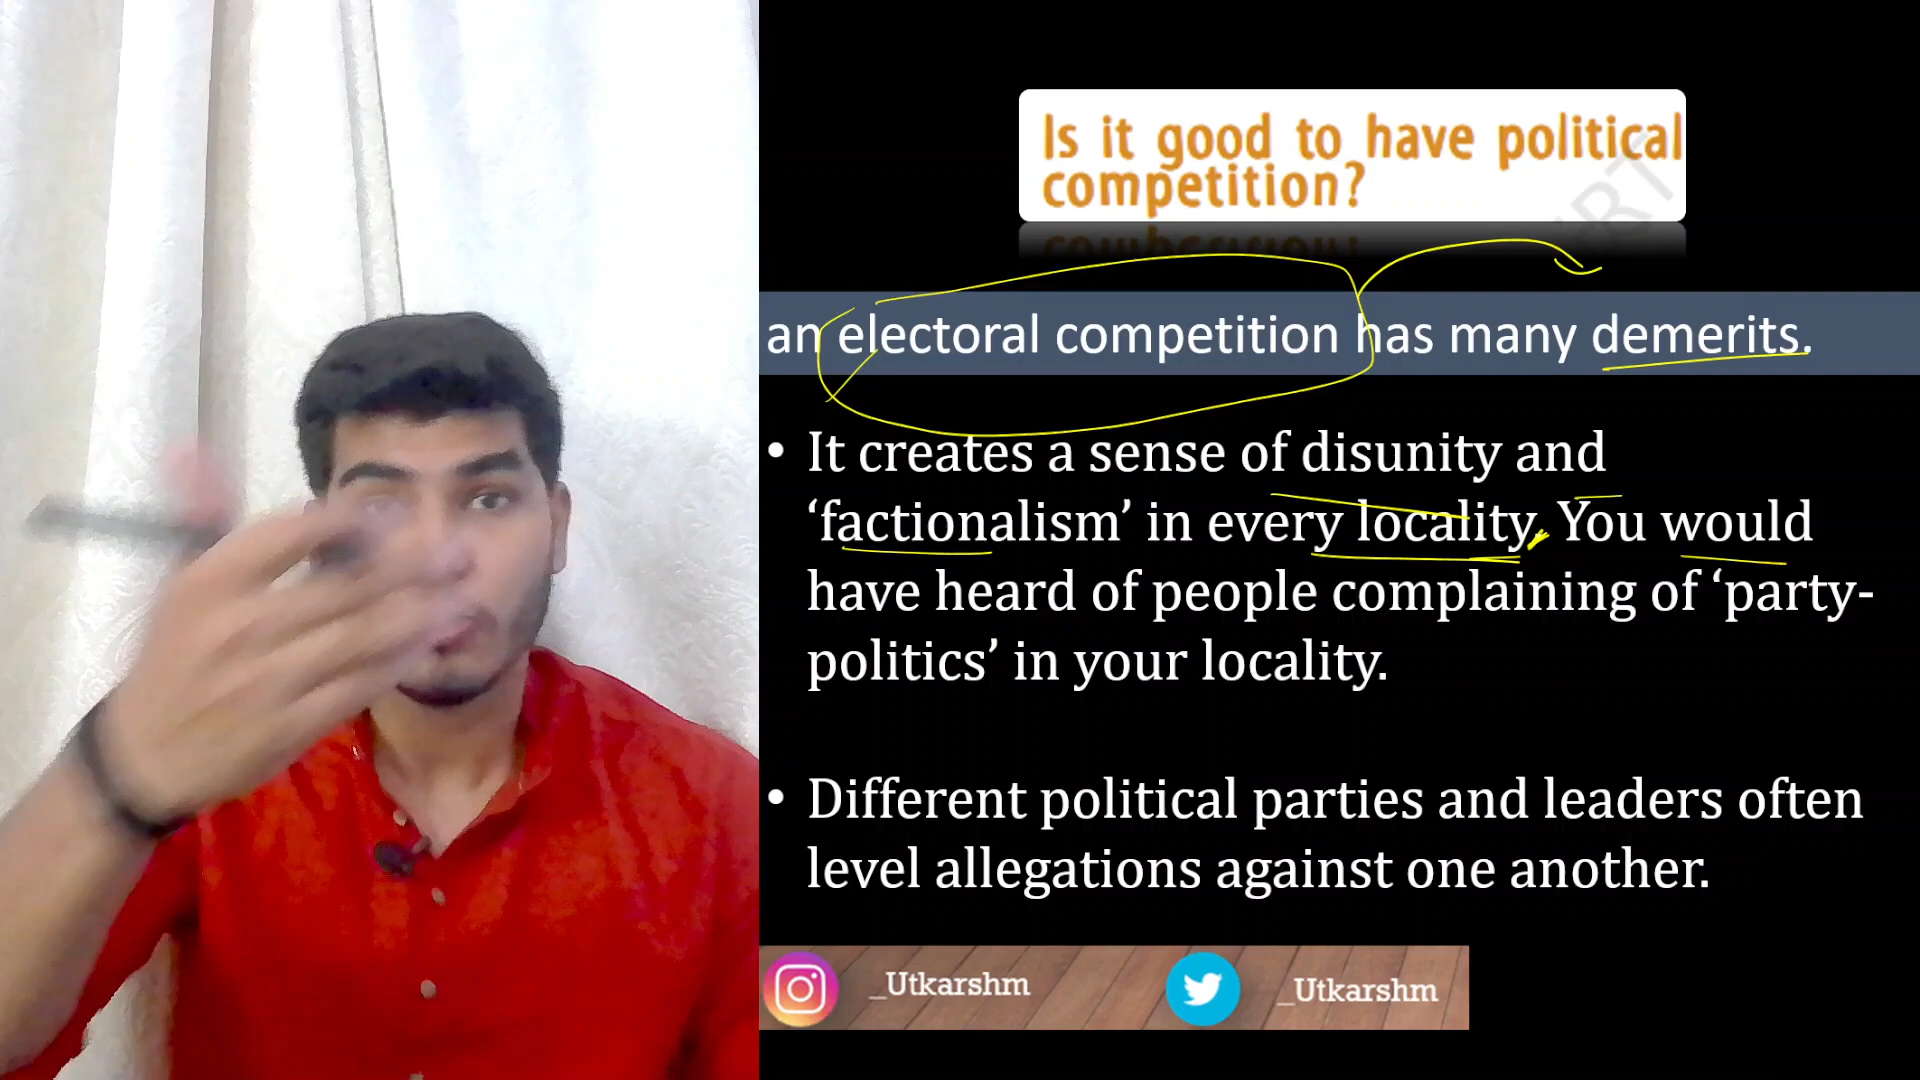 Is it good to have political
competition?
an electoral competition has many demerits.
• It creates a sense of disunity and
‘factionalism’ in every locality. You would
have heard of people complaining of ‘party-
politics’ in your locality.
• Different political parties and leaders often
level allegations against one another.
_Utkarshm
_Utkarshm